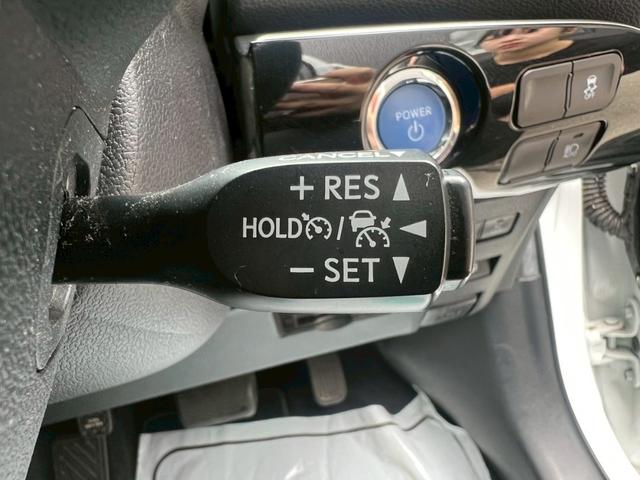 POWER
CANCEL
+ RES
HOLD /
− SET